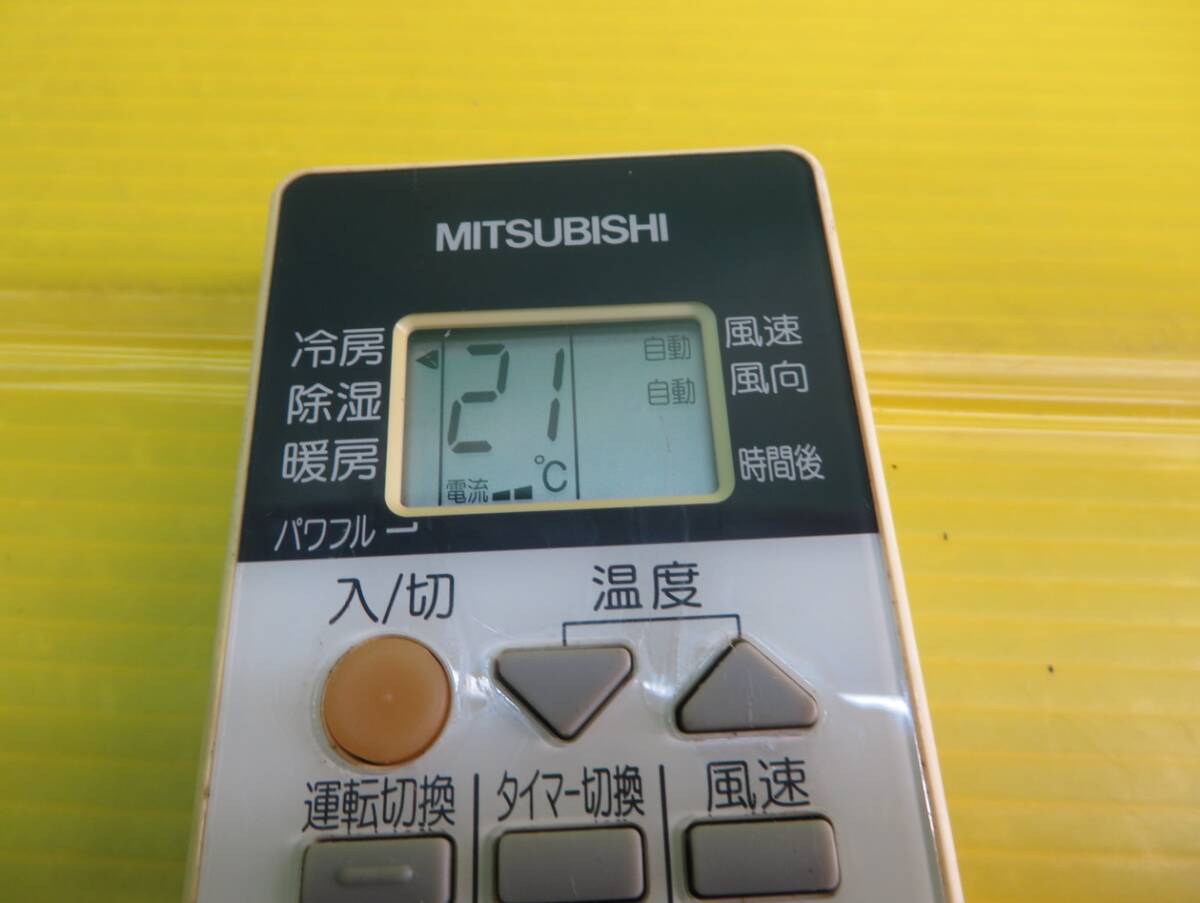 MITSUBISHI
冷房
除湿
暖房
パワフル
21
℃
電流
自動
自動
風速
風向
時間後
入/切
温度
運転切換
タイマー切換
風速